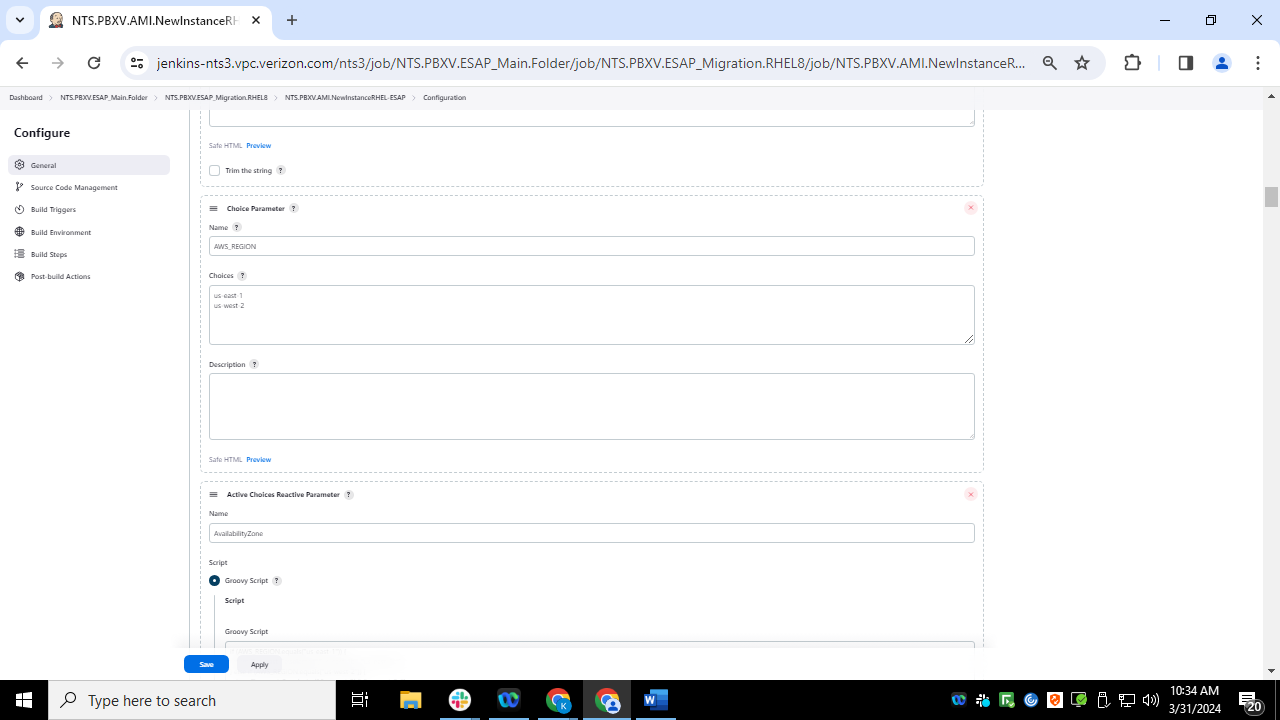 NTS.PBXV.AMI.NewInstanceRH
jenkins-nts3.vpc.verizon.com/nts3/job/NTS.PBXV.ESAP_Main.Folder/job/NTS.PBXV.ESAP_Migration.RHEL8/job/NTS.PBXV.AMI.NewInstanceR...
Dashboard > NTS.PBXV.ESAP_Main.Folder > NTS.PBXV.ESAP_Migration.RHEL8 > NTS.PBXV.AMI.NewInstanceRHEL-ESAP > Configuration
Configure
General
Source Code Management
Build Triggers
Build Environment
Build Steps
Post-build Actions
Safe HTML Preview
Trim the string ?
Choice Parameter ?
Name ?
AWS_REGION
Choices ?
us-east-1
us-west-2
Description ?
Safe HTML Preview
Active Choices Reactive Parameter ?
Name
AvailabilityZone
Script
Groovy Script ?
Script
Groovy Script
Save
Apply
Type here to search
10:34 AM
3/31/2024
20